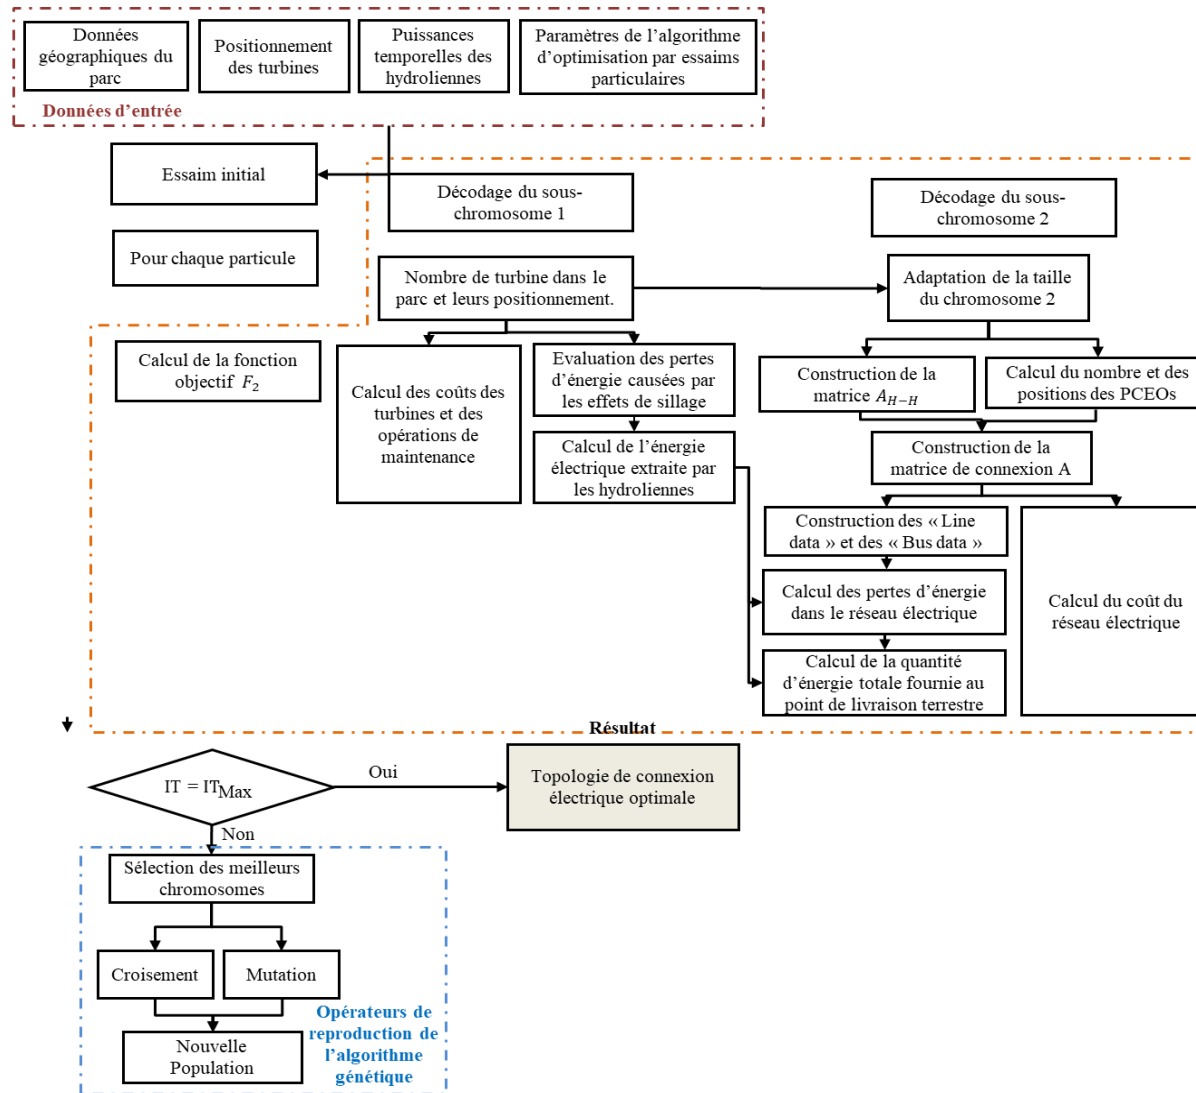 Données
géographiques du
parc
Positionnement
des turbines
Puissances
temporelles des
hydroliennes
Paramètres de l’algorithme
d’optimisation par essaims
particulaires
Données d’entrée
Essaim initial
Décodage du sous-
chromosome 1
Décodage du sous-
chromosome 2
Pour chaque particule
Nombre de turbine dans le
parc et leurs positionnement.
Adaptation de la taille
du chromosome 2
Calcul de la fonction
objectif F₂
Calcul des coûts des
turbines et des
opérations de
maintenance
Evaluation des pertes
d’énergie causées par
les effets de sillage
Construction de la
matrice A_{H−H}
Calcul du nombre et des
positions des PCEOs
Calcul de l’énergie
électrique extraite par
les hydroliennes
Construction de la
matrice de connexion A
Construction des « Line
data » et des « Bus data »
Calcul des pertes d’énergie
dans le réseau électrique
Calcul du coût du
réseau électrique
Calcul de la quantité
d’énergie totale fournie au
point de livraison terrestre
Résultat
IT = IT_{Max}
Oui
Topologie de connexion
électrique optimale
Non
Sélection des meilleurs
chromosomes
Croisement
Mutation
Nouvelle
Population
Opérateurs de
reproduction de
l’algorithme
génétique